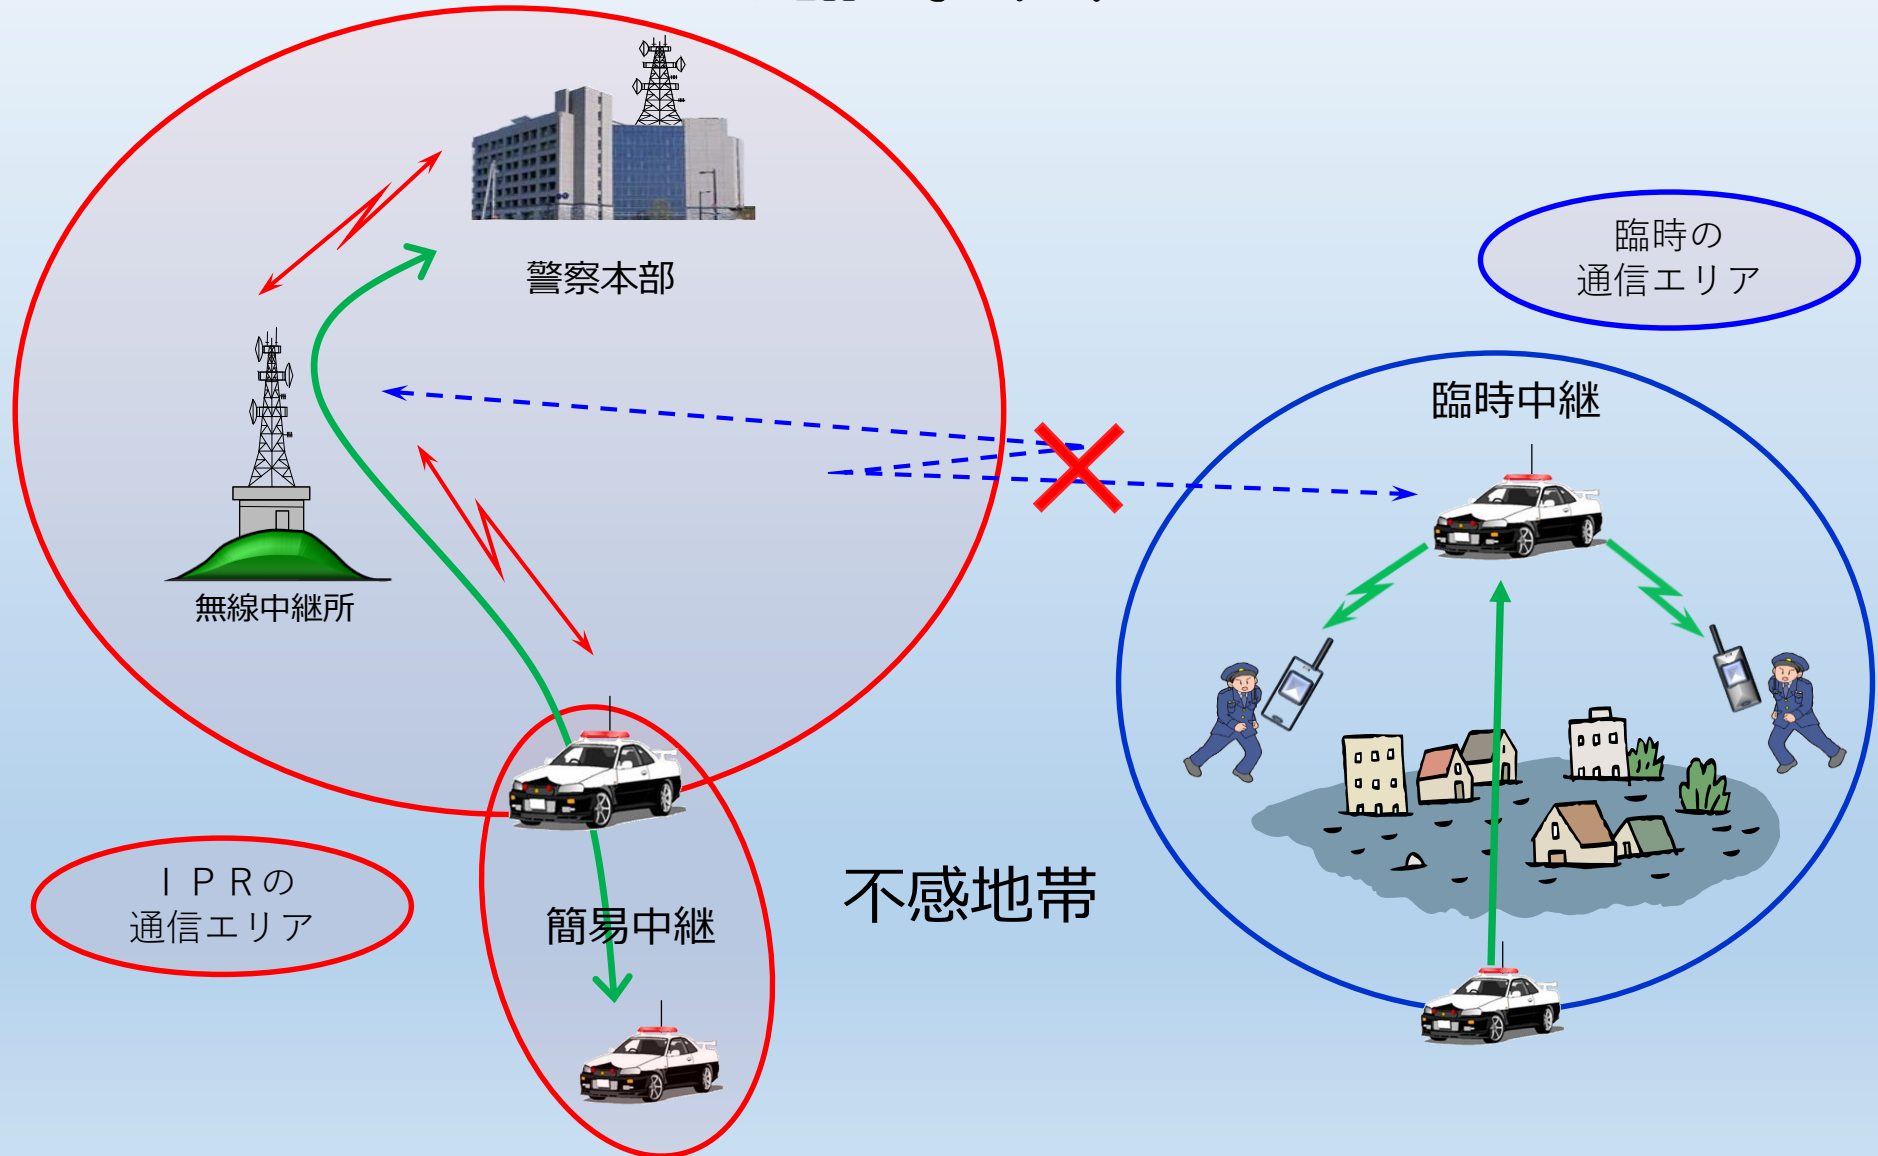 警察本部
臨時の
通信エリア
臨時中継
無線中継所
ＩＰＲの
通信エリア
不感地帯
簡易中継